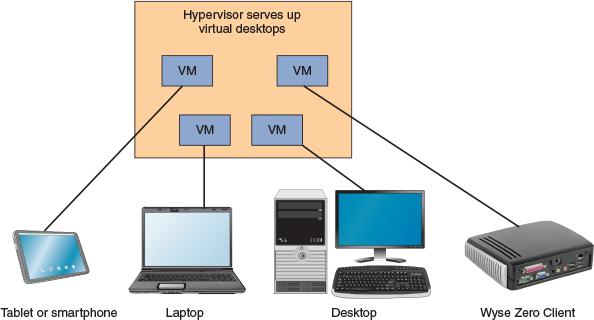 Hypervisor serves up
virtual desktops
VM
VM
VM
VM
Tablet or smartphone
Laptop
Desktop
Wyse Zero Client